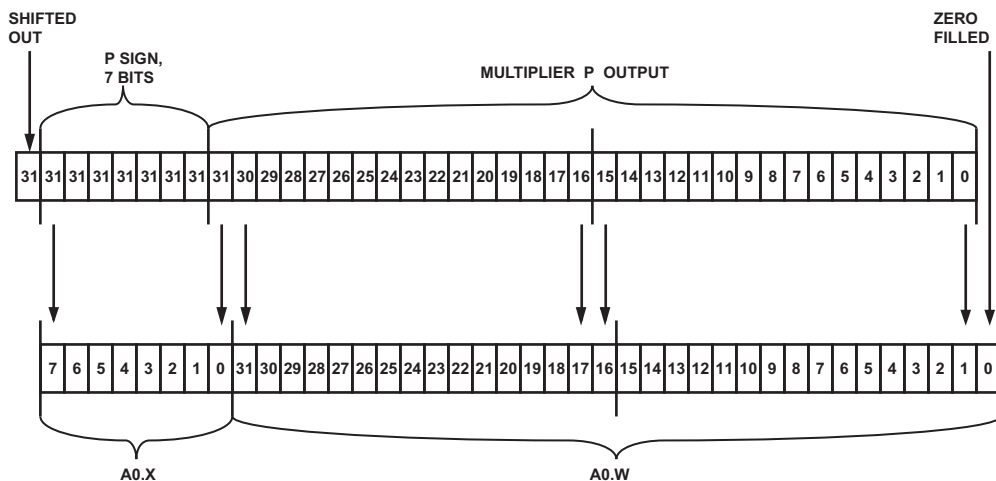 SHIFTED
OUT
ZERO
FILLED
P SIGN,
7 BITS
MULTIPLIER P OUTPUT
31 31 31 31 31 31 31 31 31 30 29 28 27 26 25 24 23 22 21 20 19 18 17 16 15 14 13 12 11 10 9 8 7 6 5 4 3 2 1 0
7 6 5 4 3 2 1 0 31 30 29 28 27 26 25 24 23 22 21 20 19 18 17 16 15 14 13 12 11 10 9 8 7 6 5 4 3 2 1 0
A0.X
A0.W